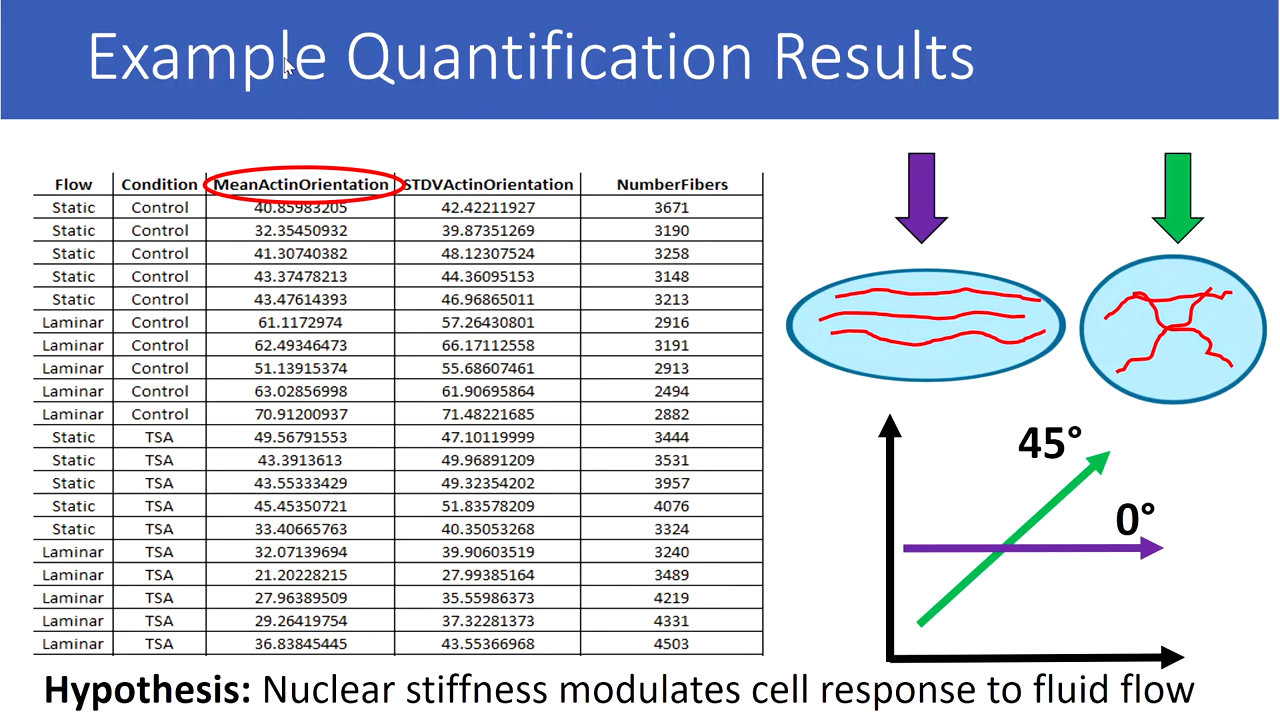 Example Quantification Results
Flow Condition MeanActinOrientation STDVActinOrientation NumberFibers
Static Control 40.85983205 42.42211927 3671
Static Control 32.35450932 39.87351269 3190
Static Control 41.30740382 48.12307524 3258
Static Control 43.37478213 44.36095153 3148
Static Control 43.47614393 46.96865011 3213
Laminar Control 61.1172974 57.26430801 2916
Laminar Control 62.49346473 66.17112558 3191
Laminar Control 51.13915374 55.68607461 2913
Laminar Control 63.02856998 61.90695864 2494
Laminar Control 70.91200937 71.48221685 2882
Static TSA 49.56791553 47.10119999 3444
Static TSA 43.3913613 49.96891209 3531
Static TSA 43.55333429 49.32354202 3957
Static TSA 45.45350721 51.83578209 4076
Static TSA 33.40665763 40.35053268 3324
Laminar TSA 32.07139694 39.90603519 3240
Laminar TSA 21.20228215 27.99385164 3489
Laminar TSA 27.96389509 35.55986373 4219
Laminar TSA 29.26419754 37.32281373 4331
Laminar TSA 36.83845445 43.55366968 4503
45°
0°
Hypothesis: Nuclear stiffness modulates cell response to fluid flow